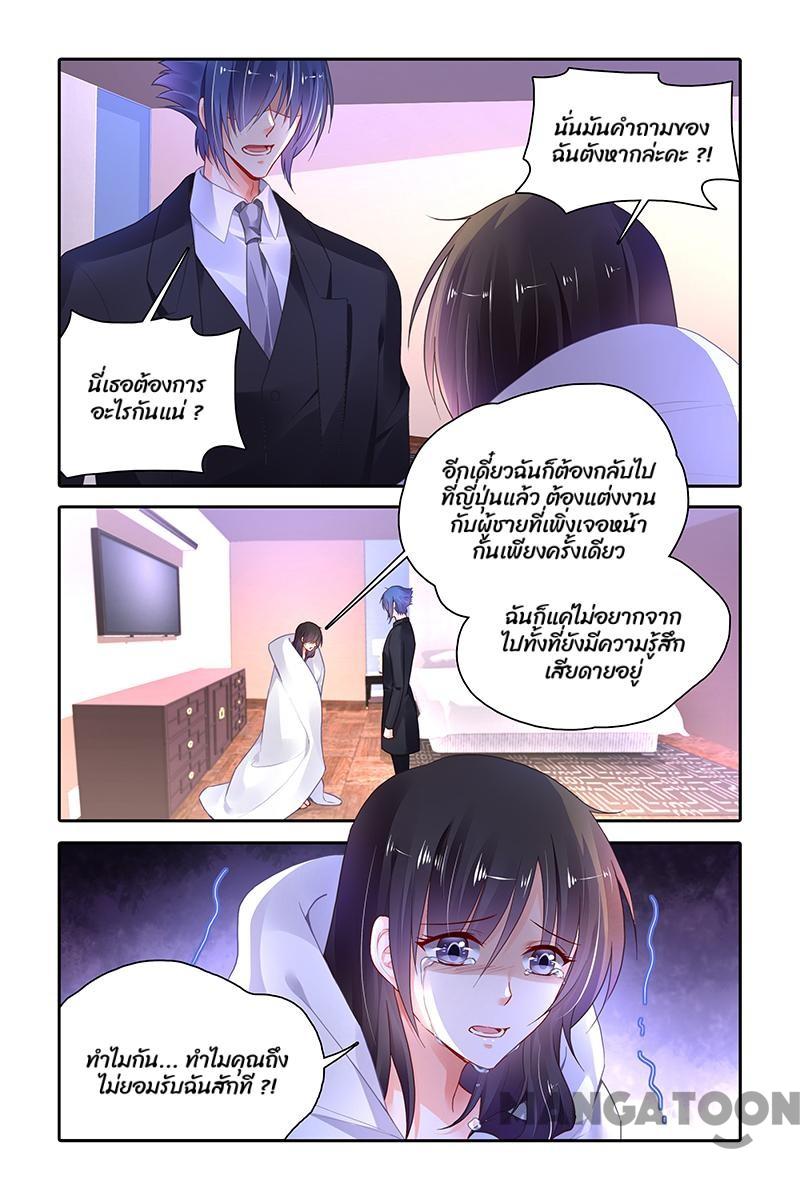 นี่เธอต้องการ
อะไรกันแน่ ?
นั่นมันคำถามของ
ฉันตังหากล่ะคะ ?!
อีกเดี๋ยวฉันก็ต้องกลับไป
ที่ญี่ปุ่นแล้ว ต้องแต่งงาน
กับผู้ชายที่เพิ่งเจอหน้า
กันเพียงครั้งเดียว
ฉันก็แค่ไม่อยากจาก
ไปทั้งที่ยังมีความรู้สึก
เสียดายอยู่
ทำไมกัน... ทำไมคุณถึง
ไม่ยอมรับฉันสักที ?!
MANGATOON